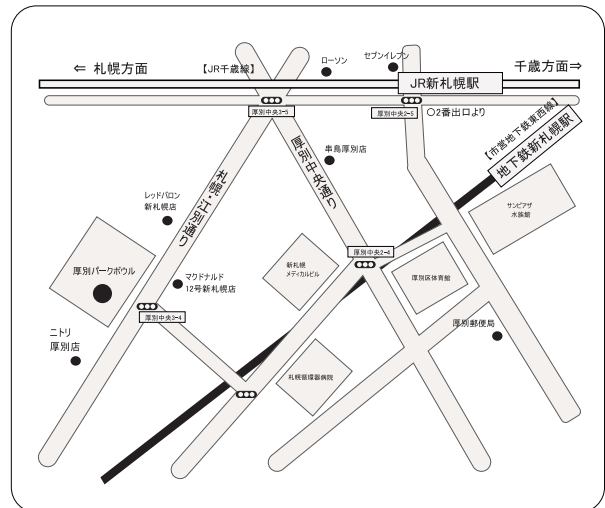 ⇐ 札幌方面
【JR千歳線】
ローソン
セブンイレブン
千歳方面⇒
JR新札幌駅
厚別中央3-5
厚別中央2-5
○2番出口より
【市営地下鉄東西線】
地下鉄新札幌駅
串鳥厚別店
厚別中央通り
札幌・江別通り
レッドバロン
新札幌店
サンピアザ
水族館
厚別中央2-4
新札幌
メディカルビル
厚別区体育館
厚別パークボウル
マクドナルド
12号新札幌店
厚別中央3-4
厚別郵便局
ニトリ
厚別店
札幌循環器病院